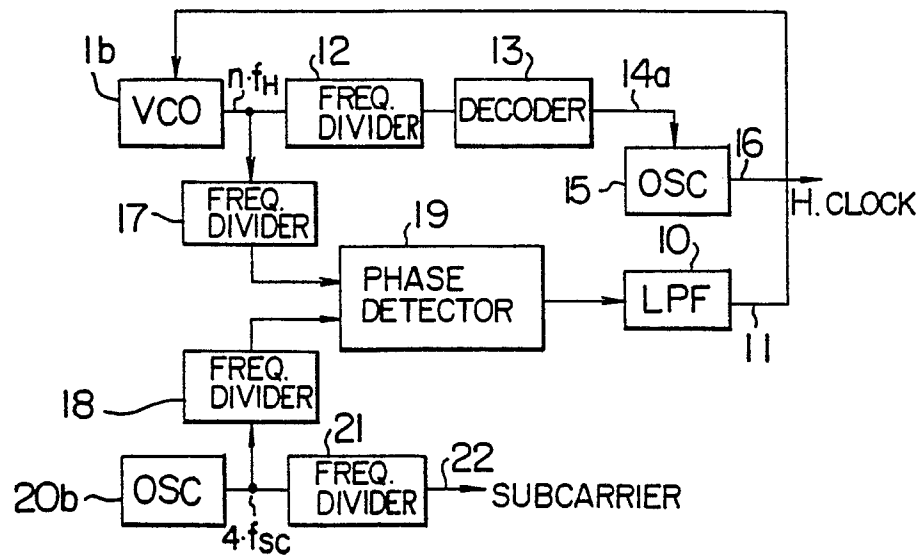 1b
VCO
n·fH
12
FREQ.
DIVIDER
13
DECODER
14a
15
OSC
16
H.CLOCK
17
FREQ.
DIVIDER
19
PHASE
DETECTOR
10
LPF
11
18
FREQ.
DIVIDER
20b
OSC
4·fSC
21
FREQ.
DIVIDER
22
SUBCARRIER